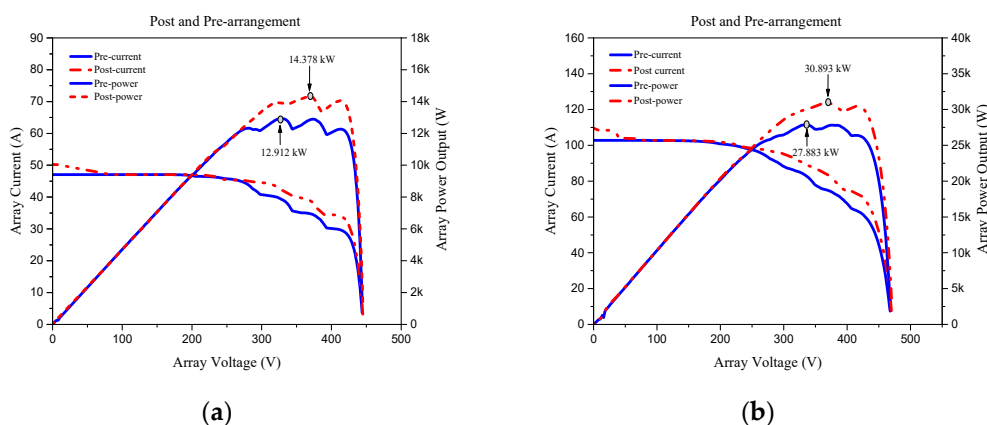 Post and Pre-arrangement
90
80
70
60
50
40
30
20
10
0
Array Current (A)
18k
16k
14k
12k
10k
8k
6k
4k
2k
0
Array Power Output (W
0
100
200
300
400
500
Array Voltage (V)
Pre-current
Post-current
Pre-power
Post-power
14.378 kW
12.912 kW
(a)
Post and Pre-arrangement
160
140
120
100
80
60
40
20
0
Array Current (A)
40k
35k
30k
25k
20k
15k
10k
5k
0
Array Power Output (W
0
100
200
300
400
500
Array Voltage (V)
Pre-current
Post current
Pre-power
Post-power
30.893 kW
27.883 kW
(b)